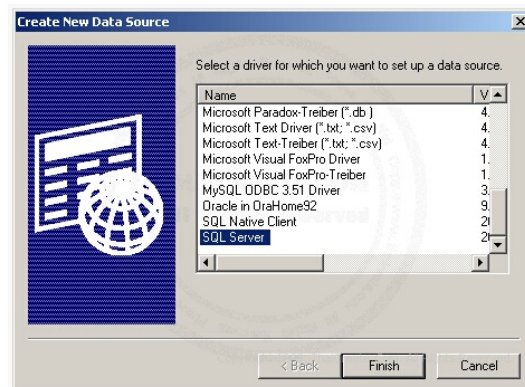 Create New Data Source
Select a driver for which you want to set up a data source.
Name V
Microsoft Paradox-Treiber (*.db ) 4.
Microsoft Text Driver (*.txt; *.csv) 4.
Microsoft Text-Treiber (*.txt; *.csv) 4.
Microsoft Visual FoxPro Driver 1.
Microsoft Visual FoxPro-Treiber 1.
MySQL ODBC 3.51 Driver 3.
Oracle in OraHome92 9.
SQL Native Client 2
SQL Server 2
< Back Finish Cancel